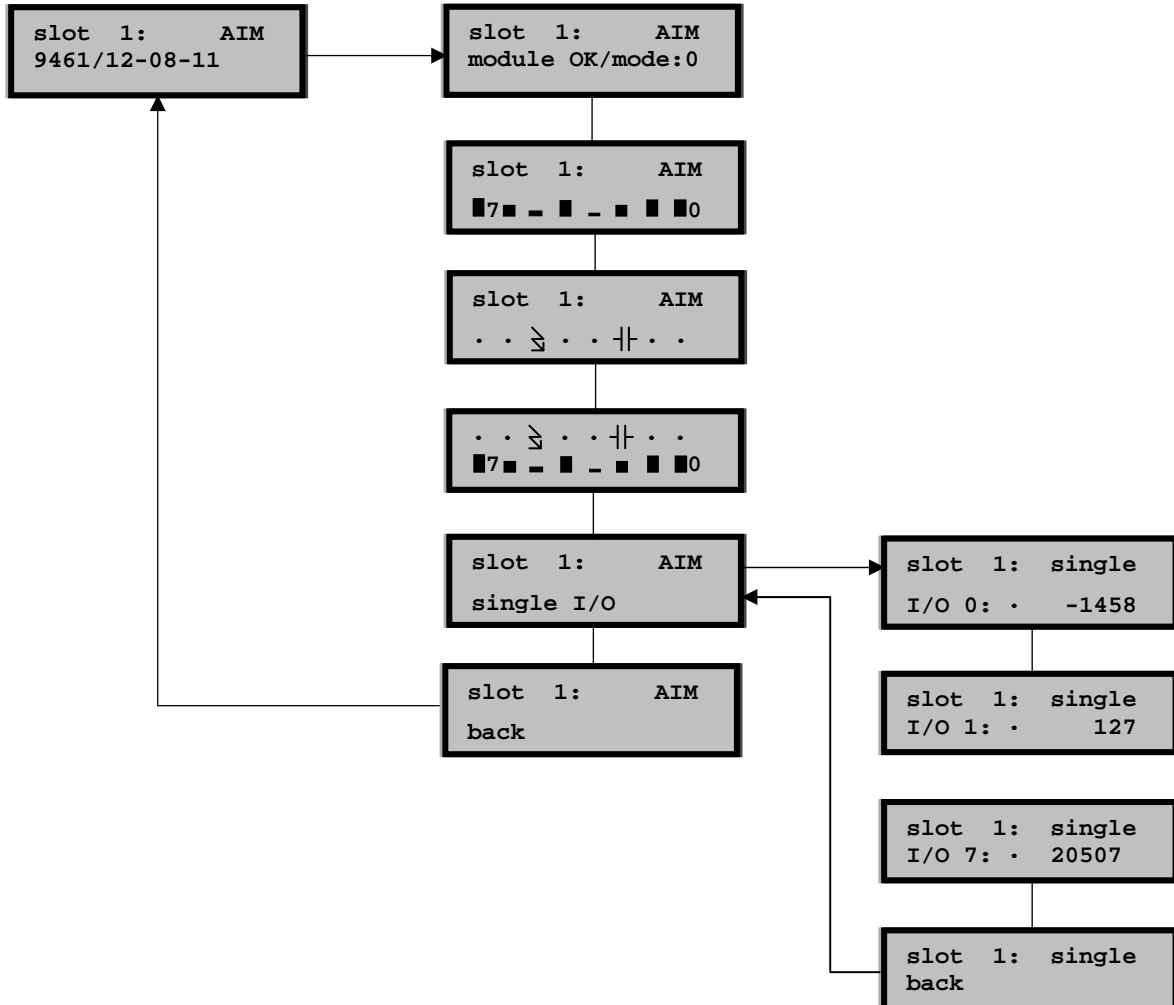 slot 1: AIM
9461/12-08-11
slot 1: AIM
module OK/mode:0
slot 1: AIM
7 0
slot 1: AIM
slot 1: AIM
single I/O
7 0
slot 1: AIM
back
slot 1: single
I/O 0: · -1458
slot 1: single
I/O 1: · 127
slot 1: single
I/O 7: · 20507
slot 1: single
back